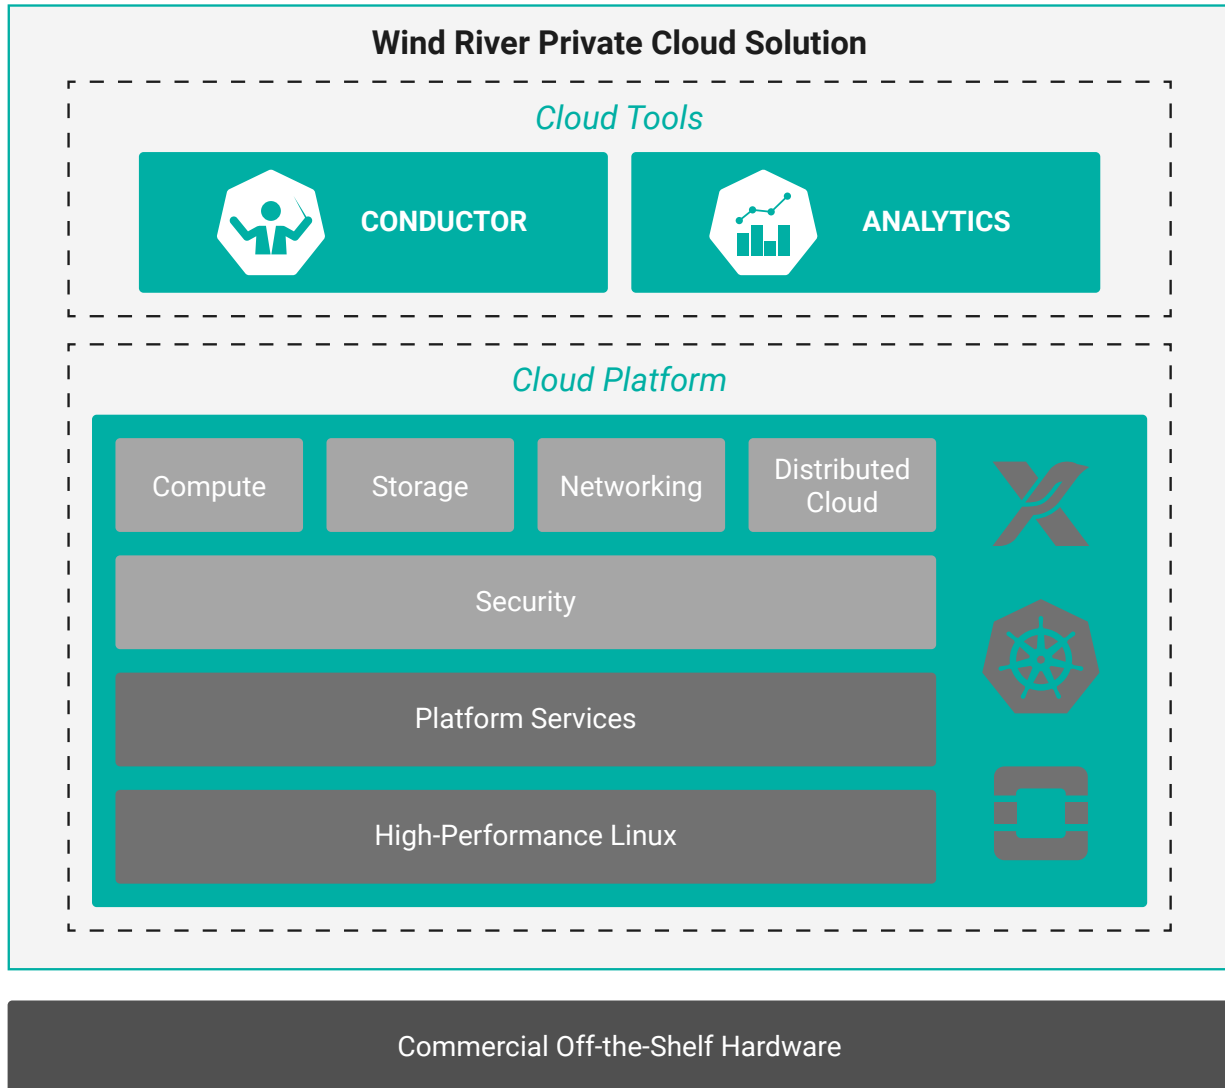 Wind River Private Cloud Solution
Cloud Tools
CONDUCTOR
ANALYTICS
Cloud Platform
Compute
Storage
Networking
Distributed
Cloud
Security
Platform Services
High-Performance Linux
Commercial Off-the-Shelf Hardware